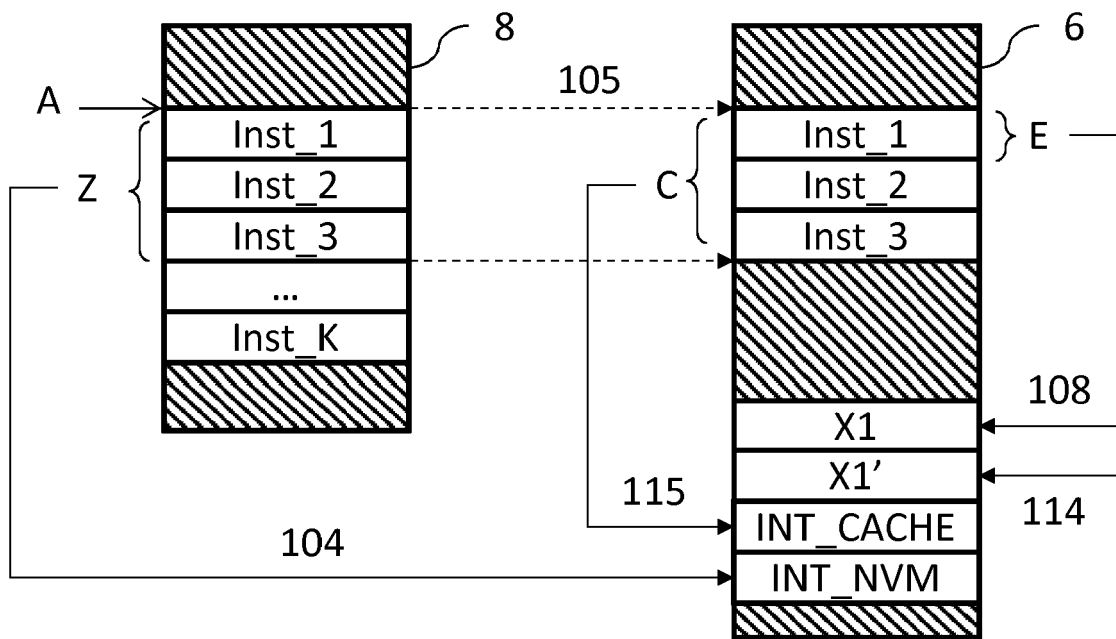 8
6
A
105
Inst_1
Inst_1
E
Z
Inst_2
C
Inst_2
Inst_3
Inst_3
...
Inst_K
108
X1
X1’
115
114
INT_CACHE
104
INT_NVM